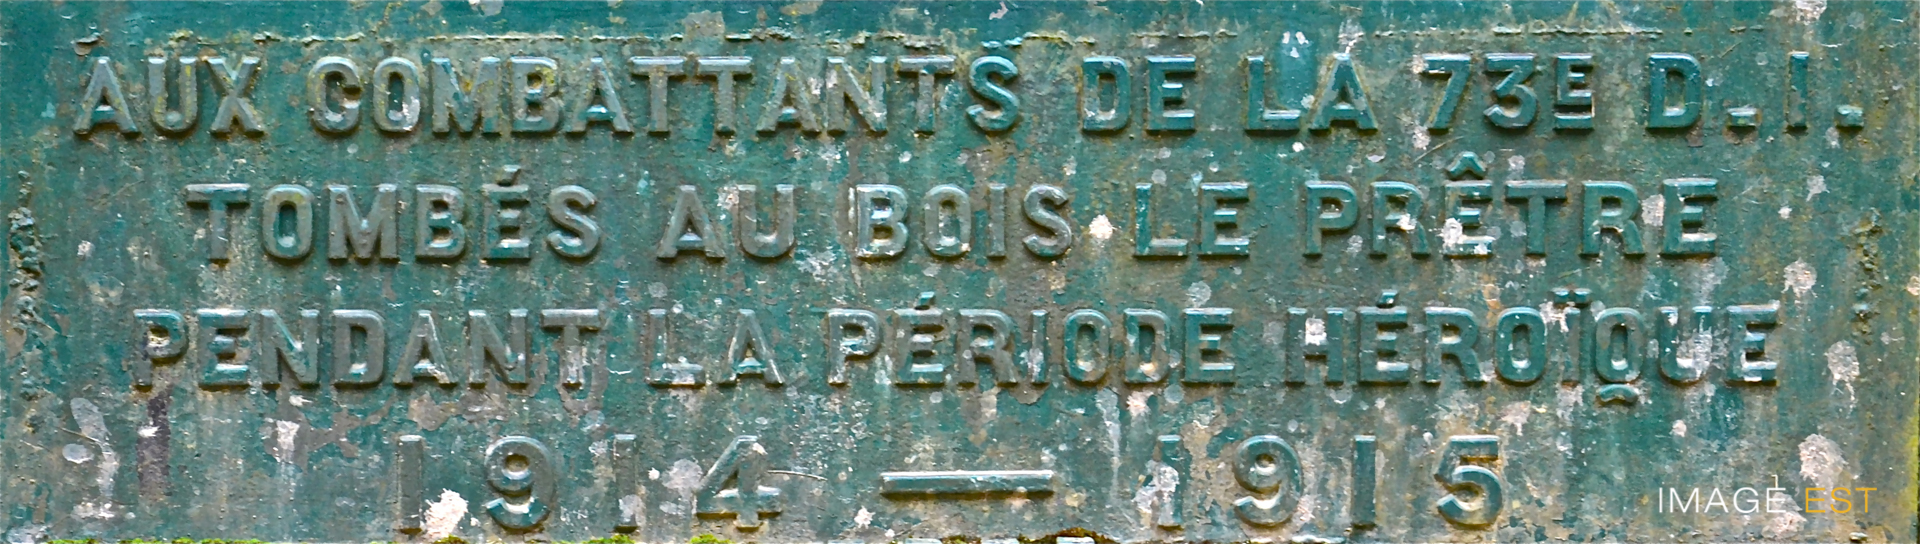 AUX COMBATTANTS DE LA 73E D.I.
TOMBÉS AU BOIS LE PRÊTRE
PENDANT LA PÉRIODE HÉROÏQUE
1914 — 1915
IMAGE EST